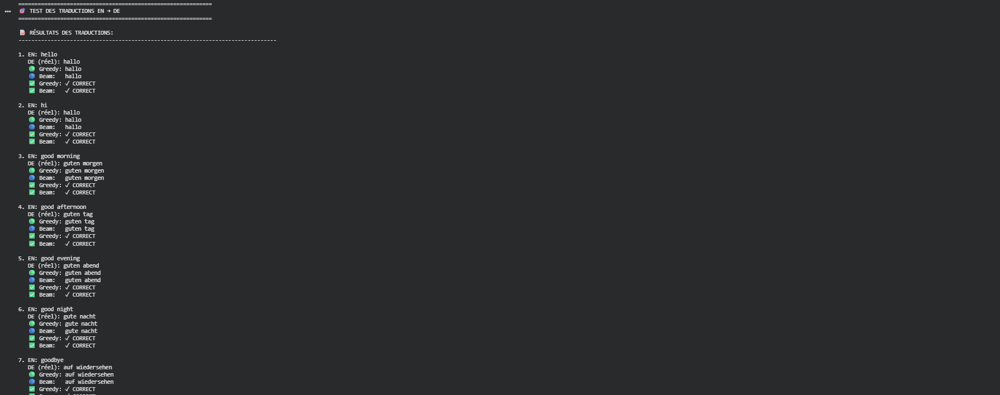 ============================================================
🎯 TEST DES TRADUCTIONS EN → DE
============================================================
📝 RÉSULTATS DES TRADUCTIONS:
--------------------------------------------------------------------------------
1. EN: hello
DE (réel): hallo
🟢 Greedy: hallo
🔵 Beam: hallo
✅ Greedy: ✓ CORRECT
✅ Beam: ✓ CORRECT
2. EN: hi
DE (réel): hallo
🟢 Greedy: hallo
🔵 Beam: hallo
✅ Greedy: ✓ CORRECT
✅ Beam: ✓ CORRECT
3. EN: good morning
DE (réel): guten morgen
🟢 Greedy: guten morgen
🔵 Beam: guten morgen
✅ Greedy: ✓ CORRECT
✅ Beam: ✓ CORRECT
4. EN: good afternoon
DE (réel): guten tag
🟢 Greedy: guten tag
🔵 Beam: guten tag
✅ Greedy: ✓ CORRECT
✅ Beam: ✓ CORRECT
5. EN: good evening
DE (réel): guten abend
🟢 Greedy: guten abend
🔵 Beam: guten abend
✅ Greedy: ✓ CORRECT
✅ Beam: ✓ CORRECT
6. EN: good night
DE (réel): gute nacht
🟢 Greedy: gute nacht
🔵 Beam: gute nacht
✅ Greedy: ✓ CORRECT
✅ Beam: ✓ CORRECT
7. EN: goodbye
DE (réel): auf wiedersehen
🟢 Greedy: auf wiedersehen
🔵 Beam: auf wiedersehen
✅ Greedy: ✓ CORRECT